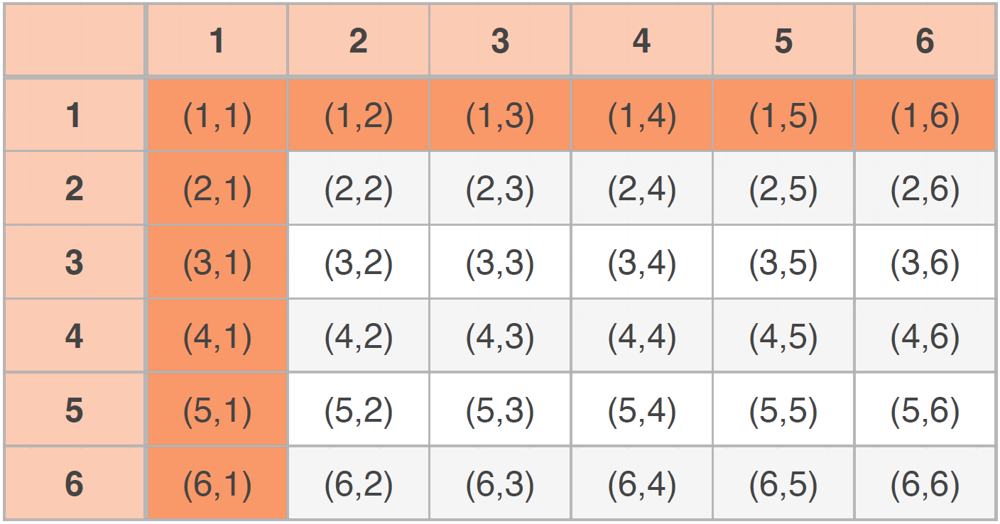 1 2 3 4 5 6
1 (1,1) (1,2) (1,3) (1,4) (1,5) (1,6)
2 (2,1) (2,2) (2,3) (2,4) (2,5) (2,6)
3 (3,1) (3,2) (3,3) (3,4) (3,5) (3,6)
4 (4,1) (4,2) (4,3) (4,4) (4,5) (4,6)
5 (5,1) (5,2) (5,3) (5,4) (5,5) (5,6)
6 (6,1) (6,2) (6,3) (6,4) (6,5) (6,6)